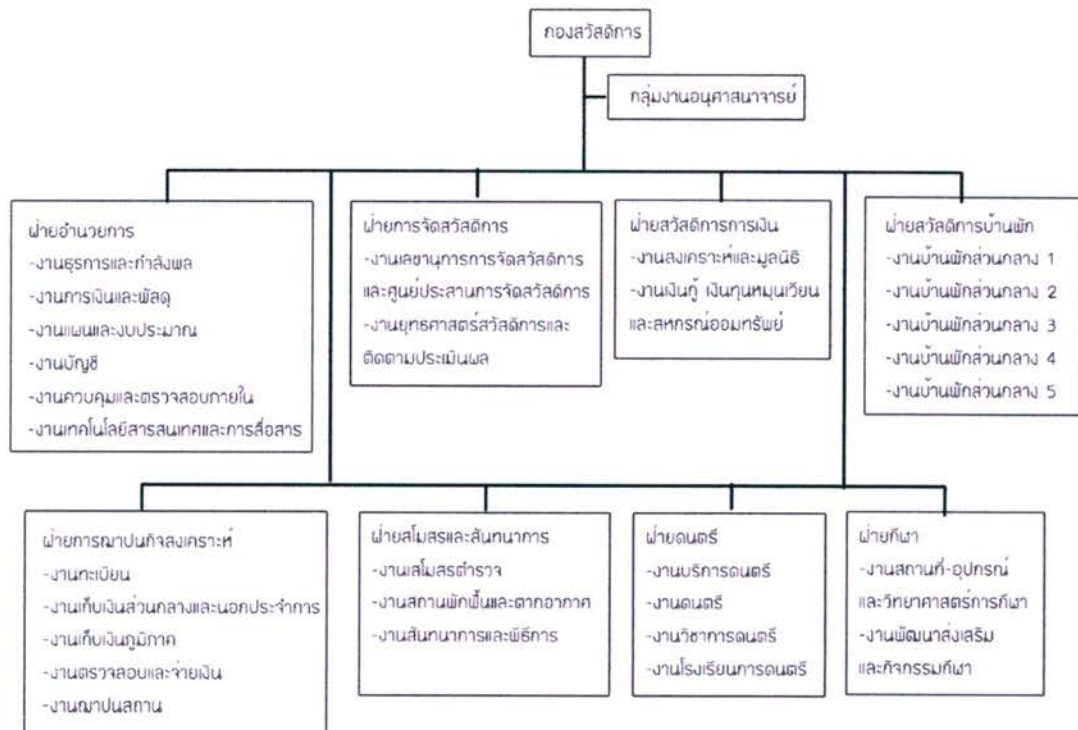 กองสวัสดิการ
กลุ่มงานอนุศาสนาจารย์
ฝ่ายอำนวยการ
-งานธุรการและกำลังพล
-งานการเงินและพัสดุ
-งานแผนและงบประมาณ
-งานบัญชี
-งานควบคุมและตรวจสอบภายใน
-งานเทคโนโลยีสารสนเทศและการสื่อสาร
ฝ่ายการจัดสวัสดิการ
-งานเลขานุการการจัดสวัสดิการ
และศูนย์ประสานการจัดสวัสดิการ
-งานยุทธศาสตร์สวัสดิการและ
ติดตามประเมินผล
ฝ่ายสวัสดิการการเงิน
-งานสงเคราะห์และมูลนิธิ
-งานเงินกู้ เงินทุนหมุนเวียน
และสหกรณ์ออมทรัพย์
ฝ่ายสวัสดิการบ้านพัก
-งานบ้านพักส่วนกลาง 1
-งานบ้านพักส่วนกลาง 2
-งานบ้านพักส่วนกลาง 3
-งานบ้านพักส่วนกลาง 4
-งานบ้านพักส่วนกลาง 5
ฝ่ายการฌาปนกิจสงเคราะห์
-งานทะเบียน
-งานเก็บเงินส่วนกลางและนอกประจำการ
-งานเก็บเงินภูมิภาค
-งานตรวจสอบและจ่ายเงิน
-งานฌาปนสถาน
ฝ่ายสโมสรและสันทนาการ
-งานสโมสรตำรวจ
-งานสถานพักฟื้นและตากอากาศ
-งานสันทนาการและพิธีการ
ฝ่ายดนตรี
-งานบริการดนตรี
-งานดนตรี
-งานวิชาการดนตรี
-งานโรงเรียนการดนตรี
ฝ่ายกีฬา
-งานสถานที่-อุปกรณ์
และวิทยาศาสตร์การกีฬา
-งานพัฒนาส่งเสริม
และกิจกรรมกีฬา